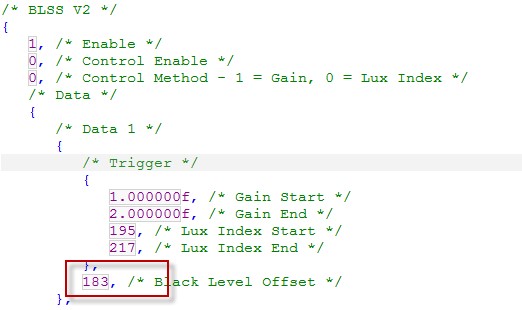 /* BLSS V2 */
{
1, /* Enable */
0, /* Control Enable */
0, /* Control Method - 1 = Gain, 0 = Lux Index */
/* Data */
{
/* Data 1 */
{
/* Trigger */
{
1.000000f, /* Gain Start */
2.000000f, /* Gain End */
195, /* Lux Index Start */
217, /* Lux Index End */
},
183, /* Black Level Offset */
},